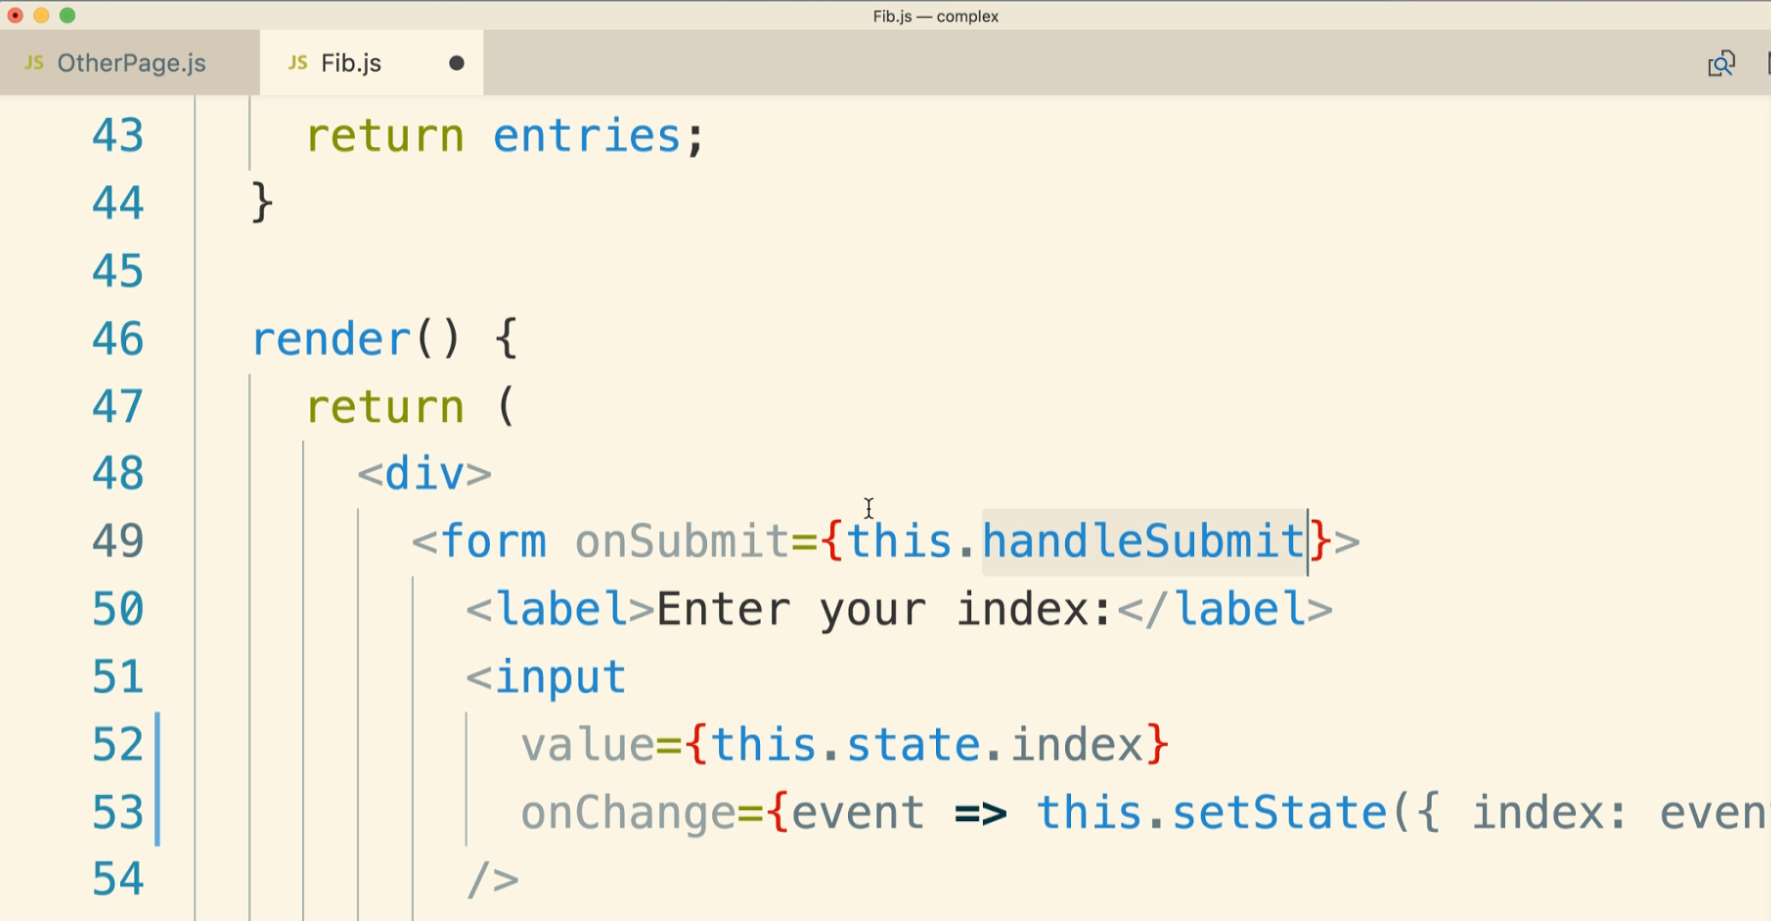 Fib.js — complex
JS OtherPage.js
JS Fib.js
43 return entries;
44 }
45
46 render() {
47 return (
48 <div>
49 <form onSubmit={this.handleSubmit}>
50 <label>Enter your index:</label>
51 <input
52 value={this.state.index}
53 onChange={event => this.setState({ index: even
54 />